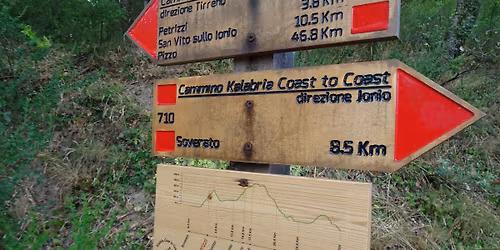 direzione Tirreno 3.8 Km
Petrizzi 10.5 Km
San Vito sullo Ionio 46.8 Km
Pizzo
Cammino Kalabria Coast to Coast
direzione Jonio
710
Soverato 8.5 Km